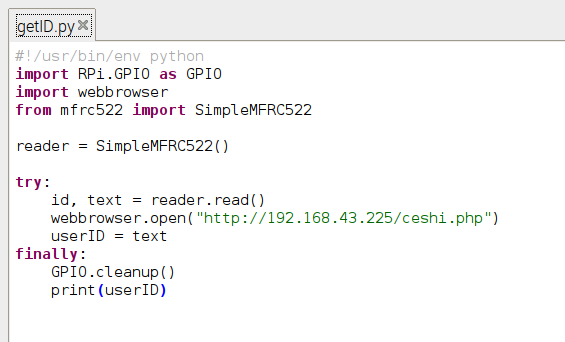 getID.py
#!/usr/bin/env python
import RPi.GPIO as GPIO
import webbrowser
from mfrc522 import SimpleMFRC522
reader = SimpleMFRC522()
try:
    id, text = reader.read()
    webbrowser.open("http://192.168.43.225/ceshi.php")
    userID = text
finally:
    GPIO.cleanup()
    print(userID)